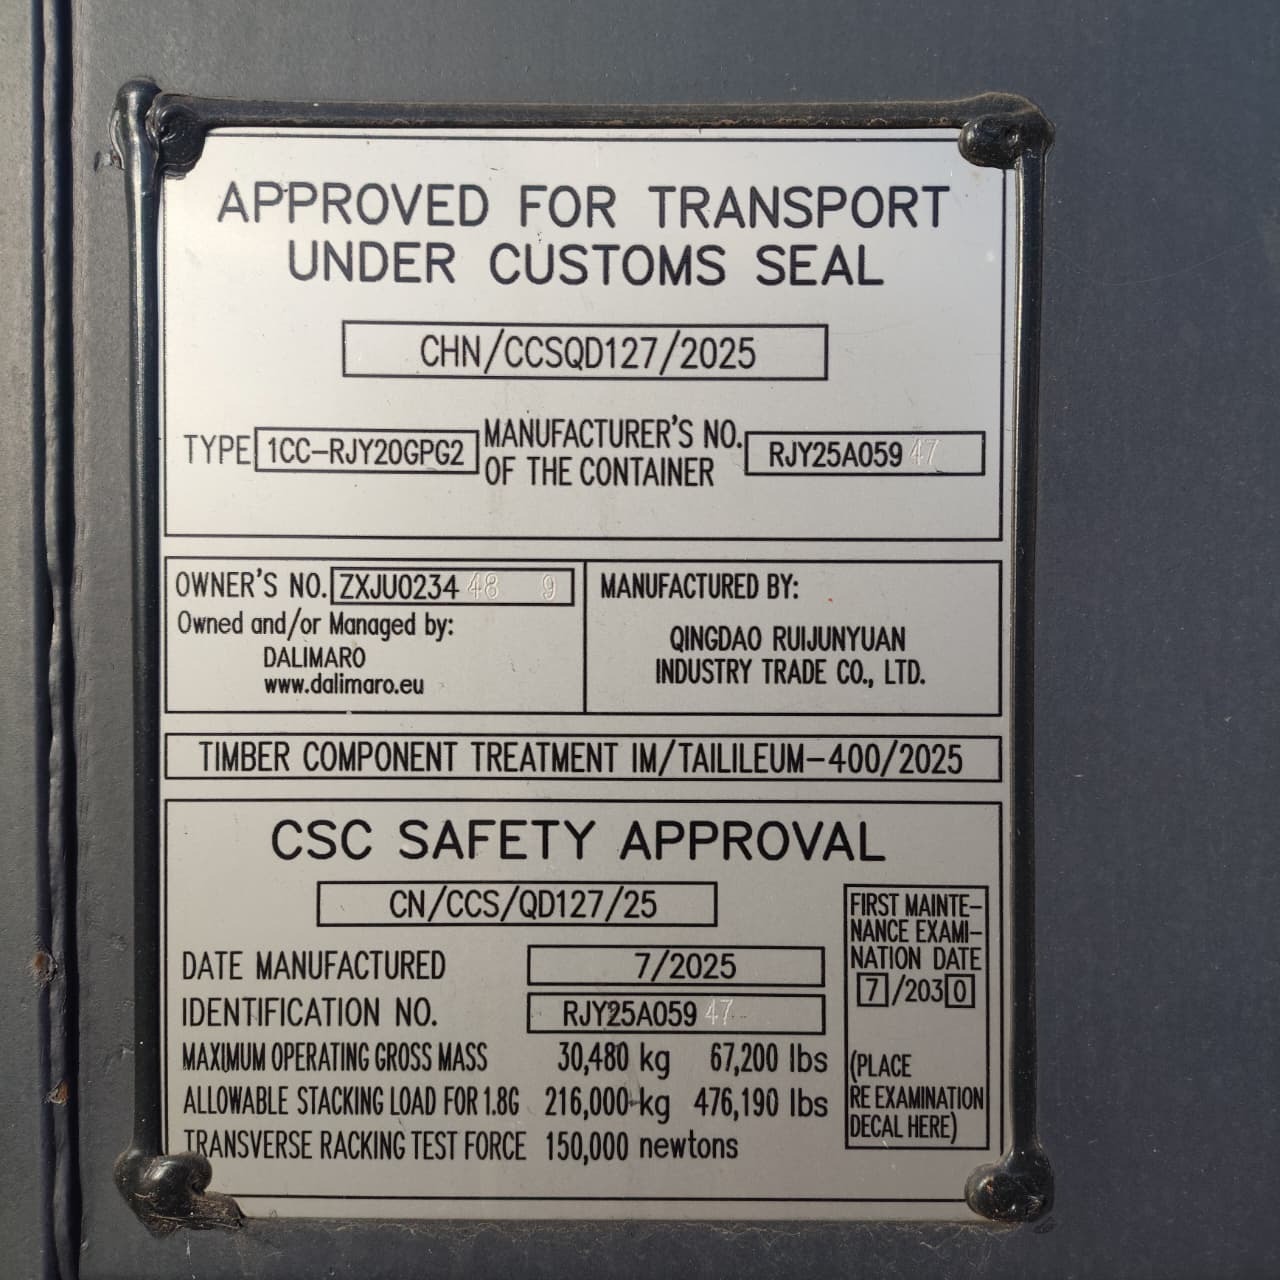 APPROVED FOR TRANSPORT
UNDER CUSTOMS SEAL
CHN/CCSQD127/2025
TYPE 1CC-RJY20GPG2 MANUFACTURER'S NO. OF THE CONTAINER RJY25A059 47
OWNER'S NO. ZXJU0234 48 9
Owned and/or Managed by:
DALIMARO
www.dalimaro.eu
MANUFACTURED BY:
QINGDAO RUIJUNYUAN
INDUSTRY TRADE CO., LTD.
TIMBER COMPONENT TREATMENT IM/TAILILEUM-400/2025
CSC SAFETY APPROVAL
CN/CCS/QD127/25
DATE MANUFACTURED 7/2025
IDENTIFICATION NO. RJY25A059 47
MAXIMUM OPERATING GROSS MASS 30,480 kg 67,200 lbs
ALLOWABLE STACKING LOAD FOR 1.8G 216,000 kg 476,190 lbs
TRANSVERSE RACKING TEST FORCE 150,000 newtons
FIRST MAINTE-
NANCE EXAMI-
NATION DATE
7/2030
(PLACE
RE EXAMINATION
DECAL HERE)